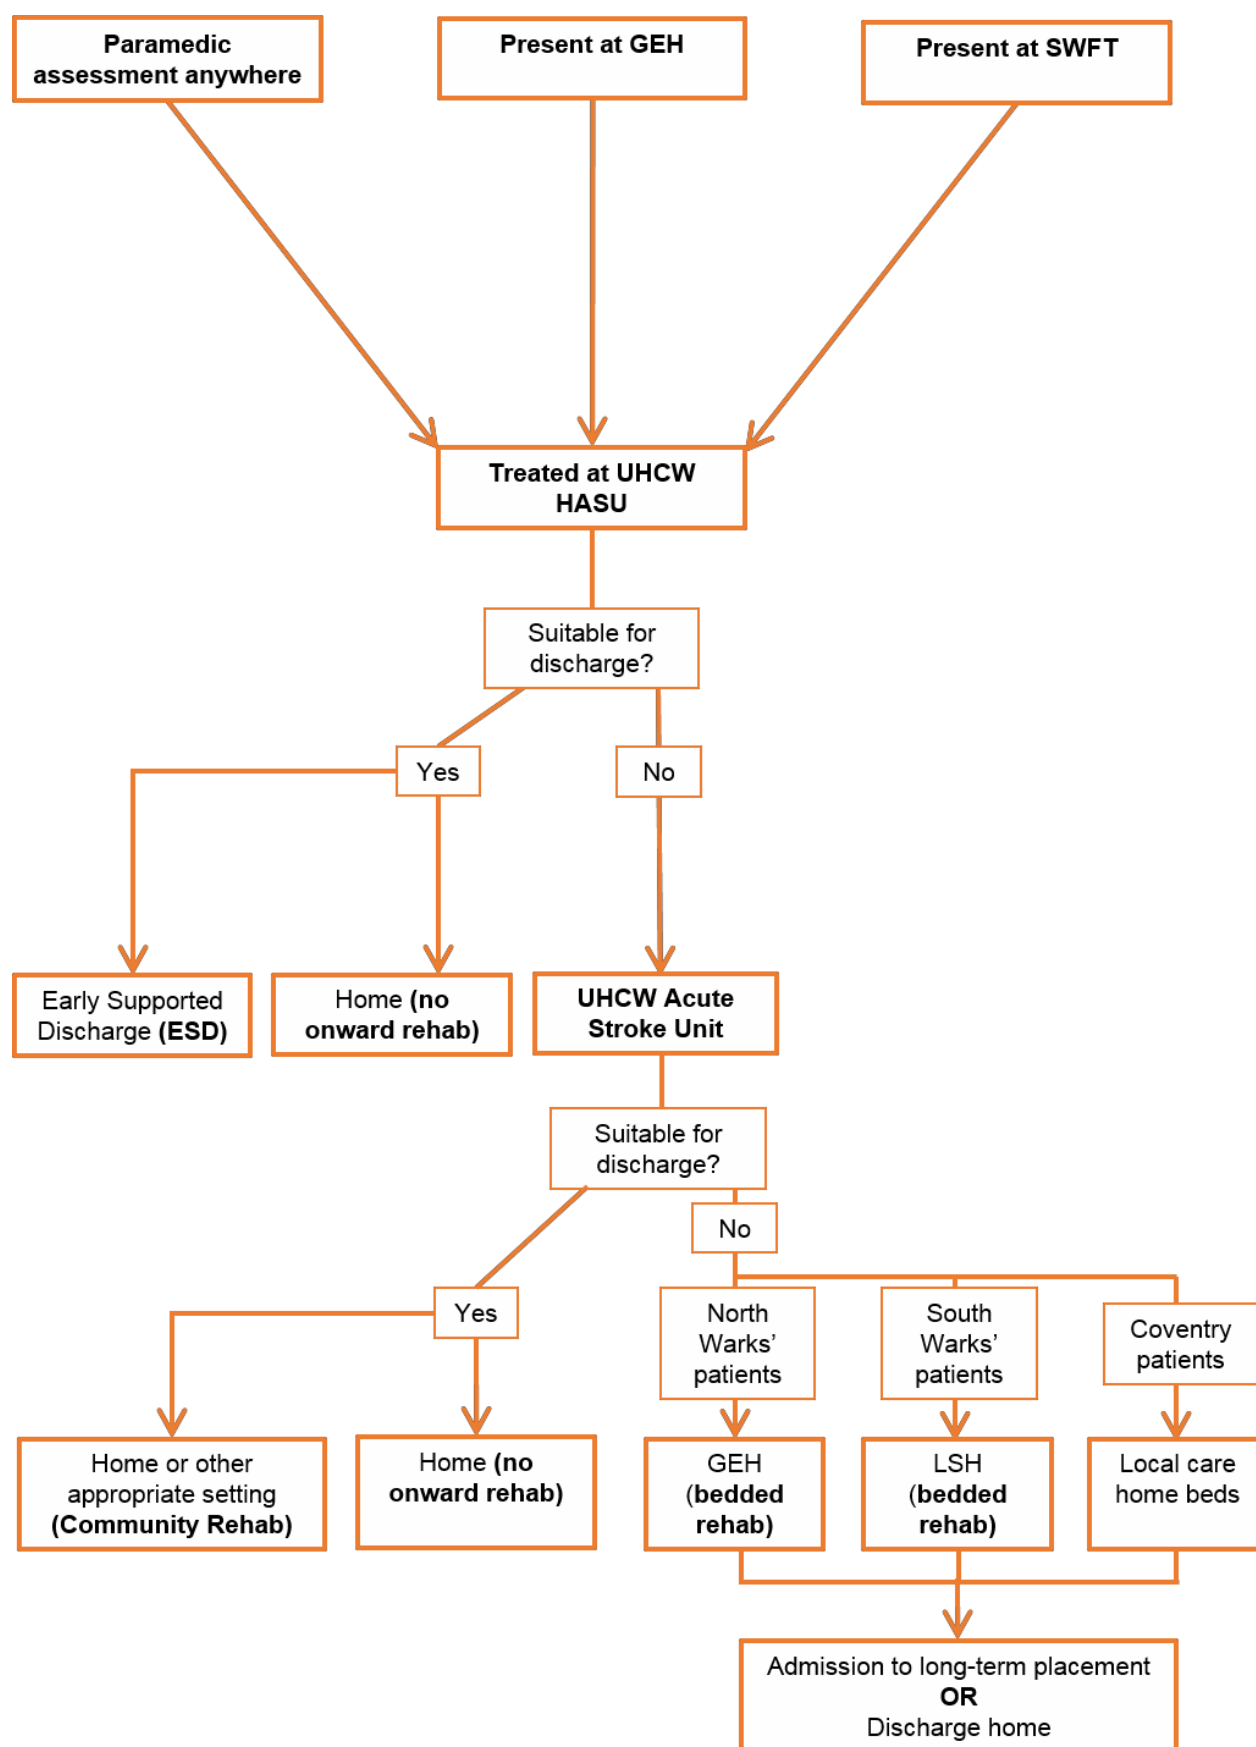 Paramedic
assessment anywhere
Present at GEH
Present at SWFT
Treated at UHCW
HASU
Suitable for
discharge?
Yes
No
Early Supported
Discharge (ESD)
Home (no
onward rehab)
UHCW Acute
Stroke Unit
Suitable for
discharge?
No
Yes
North
Warks’
patients
South
Warks’
patients
Coventry
patients
Home or other
appropriate setting
(Community Rehab)
Home (no
onward rehab)
GEH
(bedded
rehab)
LSH
(bedded
rehab)
Local care
home beds
Admission to long-term placement
OR
Discharge home